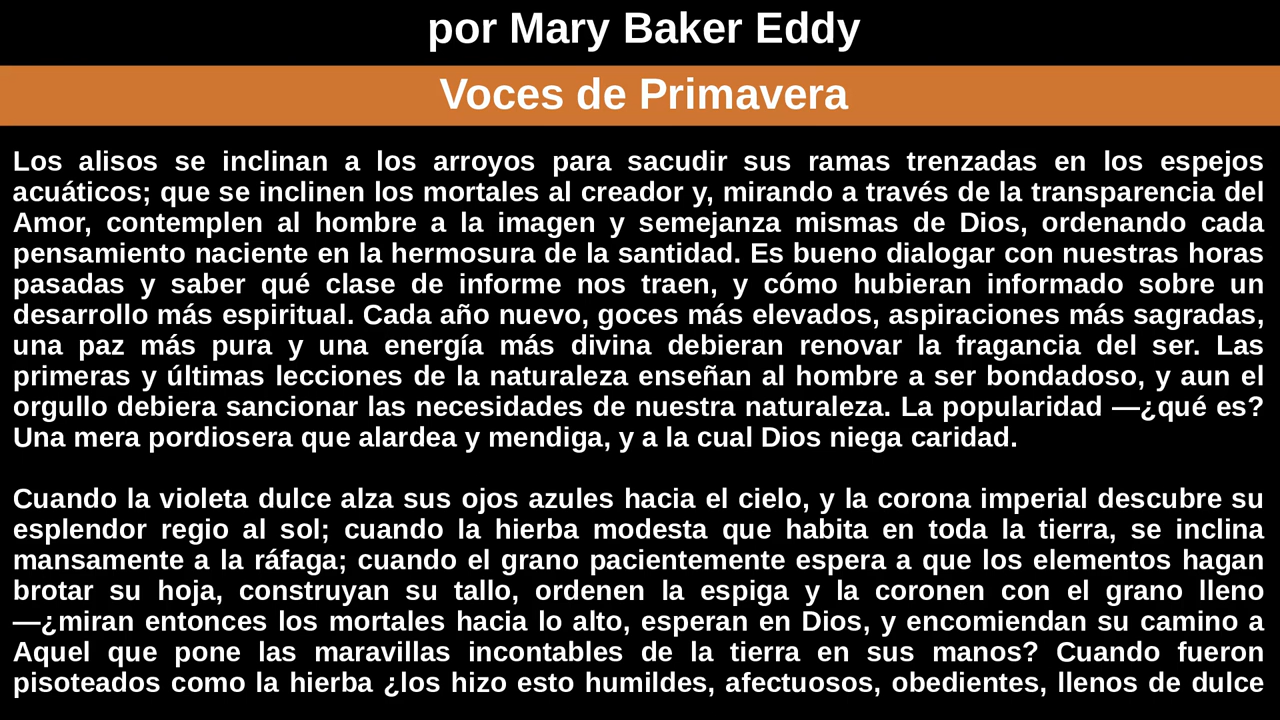 por Mary Baker Eddy
Voces de Primavera
Los alisos se inclinan a los arroyos para sacudir sus ramas trenzadas en los espejos
acuáticos; que se inclinen los mortales al creador y, mirando a través de la transparencia del
Amor, contemplen al hombre a la imagen y semejanza mismas de Dios, ordenando cada
pensamiento naciente en la hermosura de la santidad. Es bueno dialogar con nuestras horas
pasadas y saber qué clase de informe nos traen, y cómo hubieran informado sobre un
desarrollo más espiritual. Cada año nuevo, goces más elevados, aspiraciones más sagradas,
una paz más pura y una energía más divina debieran renovar la fragancia del ser. Las
primeras y últimas lecciones de la naturaleza enseñan al hombre a ser bondadoso, y aun el
orgullo debiera sancionar las necesidades de nuestra naturaleza. La popularidad —¿qué es?
Una mera pordiosera que alardea y mendiga, y a la cual Dios niega caridad.
Cuando la violeta dulce alza sus ojos azules hacia el cielo, y la corona imperial descubre su
esplendor regio al sol; cuando la hierba modesta que habita en toda la tierra, se inclina
mansamente a la ráfaga; cuando el grano pacientemente espera a que los elementos hagan
brotar su hoja, construyan su tallo, ordenen la espiga y la coronen con el grano lleno
—¿miran entonces los mortales hacia lo alto, esperan en Dios, y encomiendan su camino a
Aquel que pone las maravillas incontables de la tierra en sus manos? Cuando fueron
pisoteados como la hierba ¿los hizo esto humildes, afectuosos, obedientes, llenos de dulce